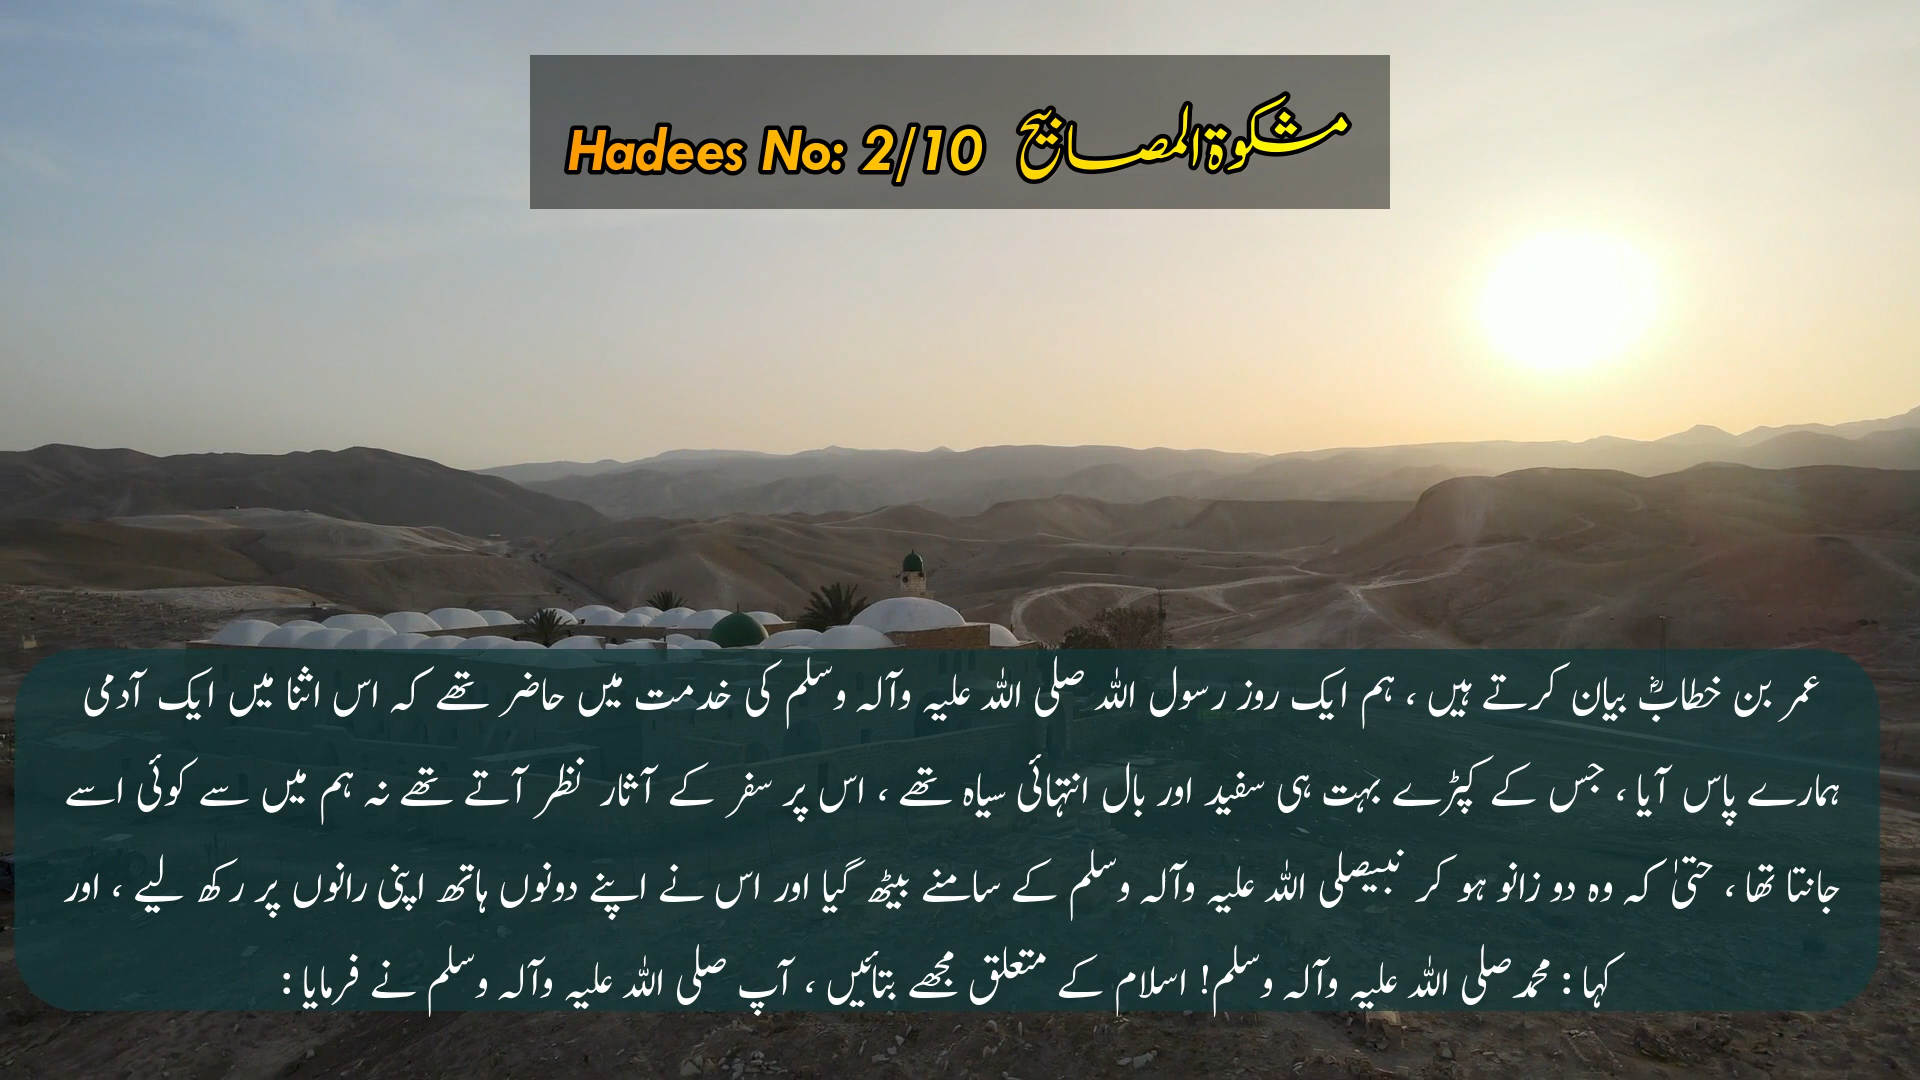 Hadees No: 2/10 مشکوۃالمصابیح
عمر بن خطابؓ بیان کرتے ہیں ، ہم ایک روز رسول اللہ صلی اللہ علیہ وآلہ وسلم کی خدمت میں حاضر تھے کہ اس اثنا میں ایک آدمی
ہمارے پاس آیا ، جس کے کپڑے بہت ہی سفید اور بال انتہائی سیاہ تھے ، اس پر سفر کے آثار نظر آتے تھے نہ ہم میں سے کوئی اسے
جانتا تھا ، حتیٰ کہ وہ دو زانو ہو کر نبیصلی اللہ علیہ وآلہ وسلم کے سامنے بیٹھ گیا اور اس نے اپنے دونوں ہاتھ اپنی رانوں پر رکھ لیے ، اور
کہا : محمدصلی اللہ علیہ وآلہ وسلم! اسلام کے متعلق مجھے بتائیں ، آپ صلی اللہ علیہ وآلہ وسلم نے فرمایا :